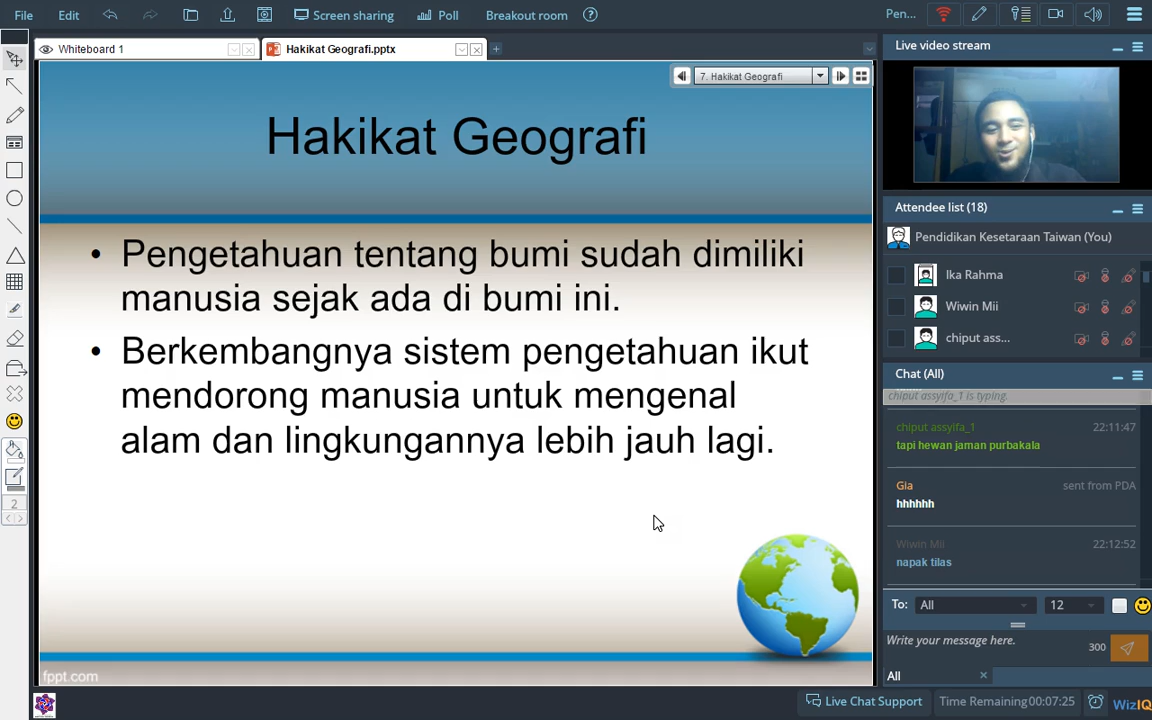 File Edit Screen sharing Poll Breakout room ? Pen...
Whiteboard 1 Hakikat Geografi.pptx
7. Hakikat Geografi
Hakikat Geografi
• Pengetahuan tentang bumi sudah dimiliki
manusia sejak ada di bumi ini.
• Berkembangnya sistem pengetahuan ikut
mendorong manusia untuk mengenal
alam dan lingkungannya lebih jauh lagi.
fppt.com
2
Live video stream
Attendee list (18)
Pendidikan Kesetaraan Taiwan (You)
Ika Rahma
Wiwin Mii
chiput ass...
Chat (All)
chiput assyifa_1 is typing.
chiput assyifa_1 22:11:47
tapi hewan jaman purbakala
Gia sent from PDA
hhhhhh
Wiwin Mii 22:12:52
napak tilas
To: All 12
Write your message here. 300
All
Live Chat Support Time Remaining 00:07:25 WizIQ